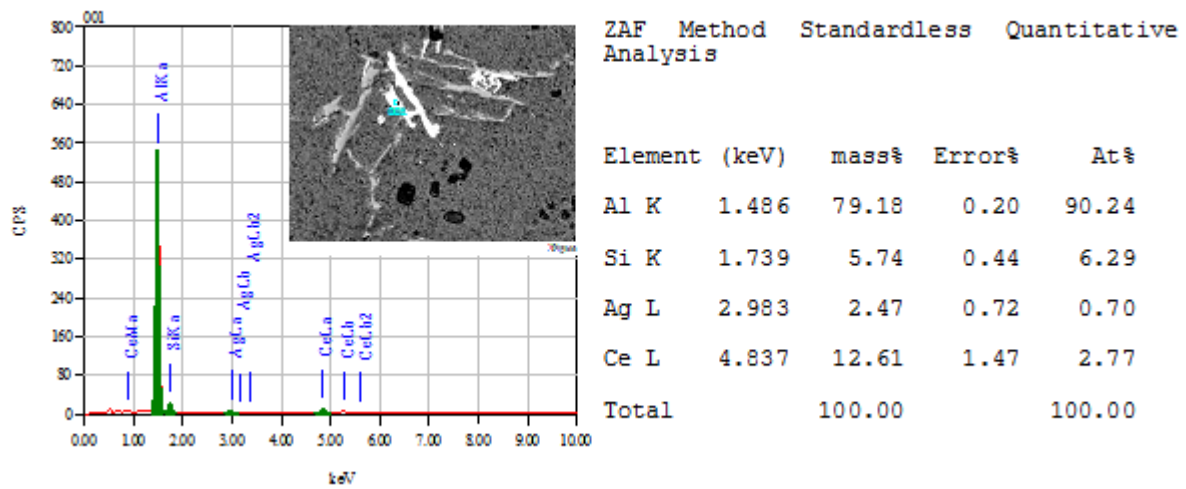 001
CPS
800
720
640
560
480
400
320
240
160
80
0
AlKa
CeMa
SiKa
AgLa
AgLb
AgLb2
CeLa
CeLb
CeLb2
0.00 1.00 2.00 3.00 4.00 5.00 6.00 7.00 8.00 9.00 10.00
keV
ZAF Method Standardless Quantitative
Analysis
Element (keV) mass% Error% At%
Al K 1.486 79.18 0.20 90.24
Si K 1.739 5.74 0.44 6.29
Ag L 2.983 2.47 0.72 0.70
Ce L 4.837 12.61 1.47 2.77
Total 100.00 100.00